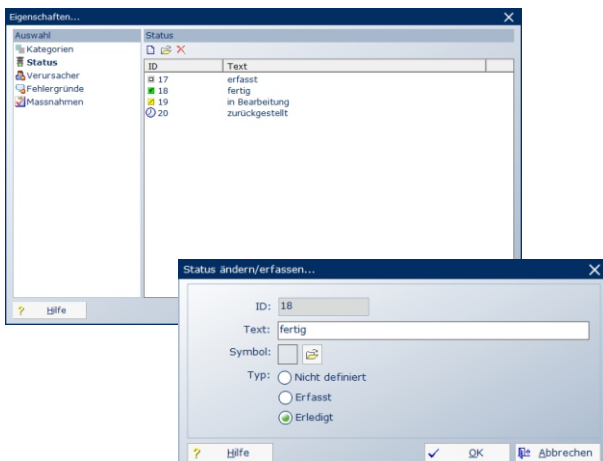 Eigenschaften...
Auswahl
Status
Kategorien
Status
Verursacher
Fehlergründe
Massnahmen
ID Text
17 erfasst
18 fertig
19 in Bearbeitung
20 zurückgestellt
? Hilfe
Status ändern/erfassen...
ID: 18
Text: fertig
Symbol:
Typ: Nicht definiert
Erfasst
Erledigt
? Hilfe
OK
Abbrechen